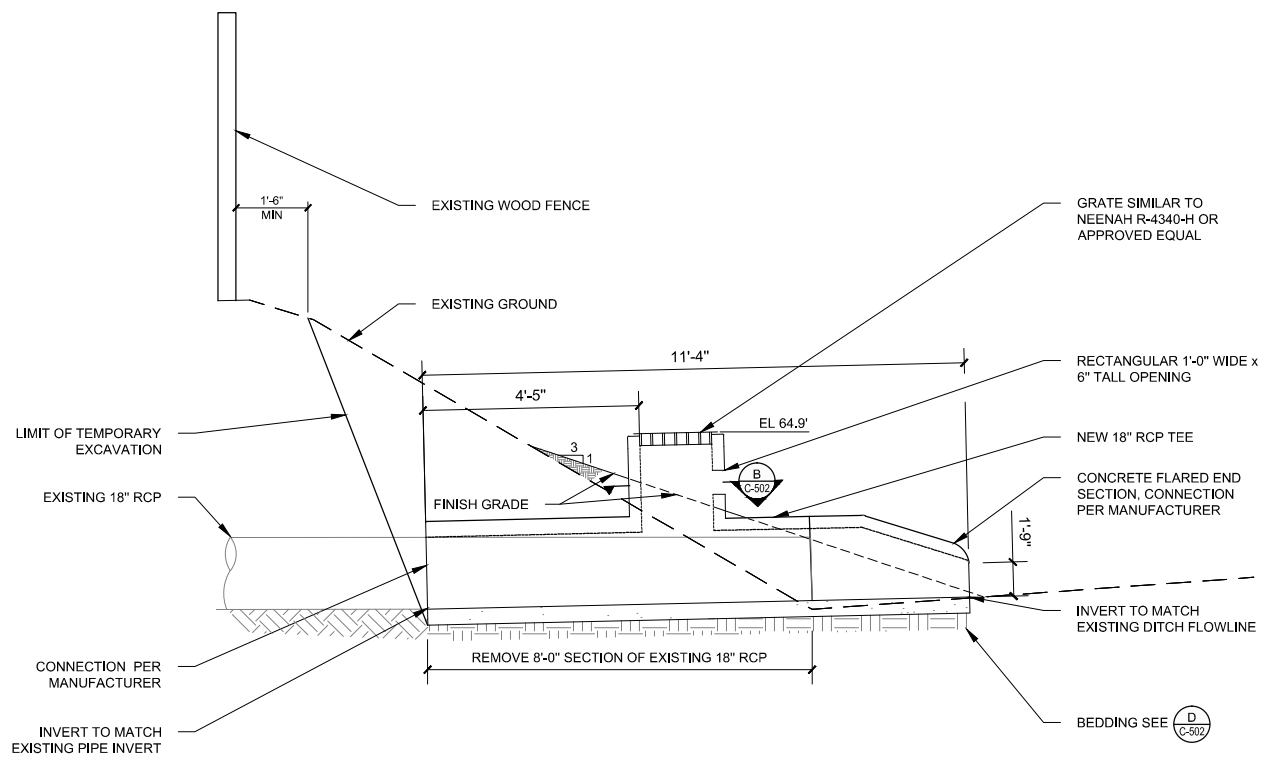 1'-6"
MIN
EXISTING WOOD FENCE
GRATE SIMILAR TO
NEENAH R-4340-H OR
APPROVED EQUAL
EXISTING GROUND
11'-4"
RECTANGULAR 1'-0" WIDE x
6" TALL OPENING
4'-5"
EL 64.9'
LIMIT OF TEMPORARY
EXCAVATION
NEW 18" RCP TEE
3
1
B
C-502
CONCRETE FLARED END
SECTION, CONNECTION
PER MANUFACTURER
EXISTING 18" RCP
FINISH GRADE
1'-9"
INVERT TO MATCH
EXISTING DITCH FLOWLINE
CONNECTION PER
MANUFACTURER
REMOVE 8'-0" SECTION OF EXISTING 18" RCP
INVERT TO MATCH
EXISTING PIPE INVERT
BEDDING SEE
D
C-502